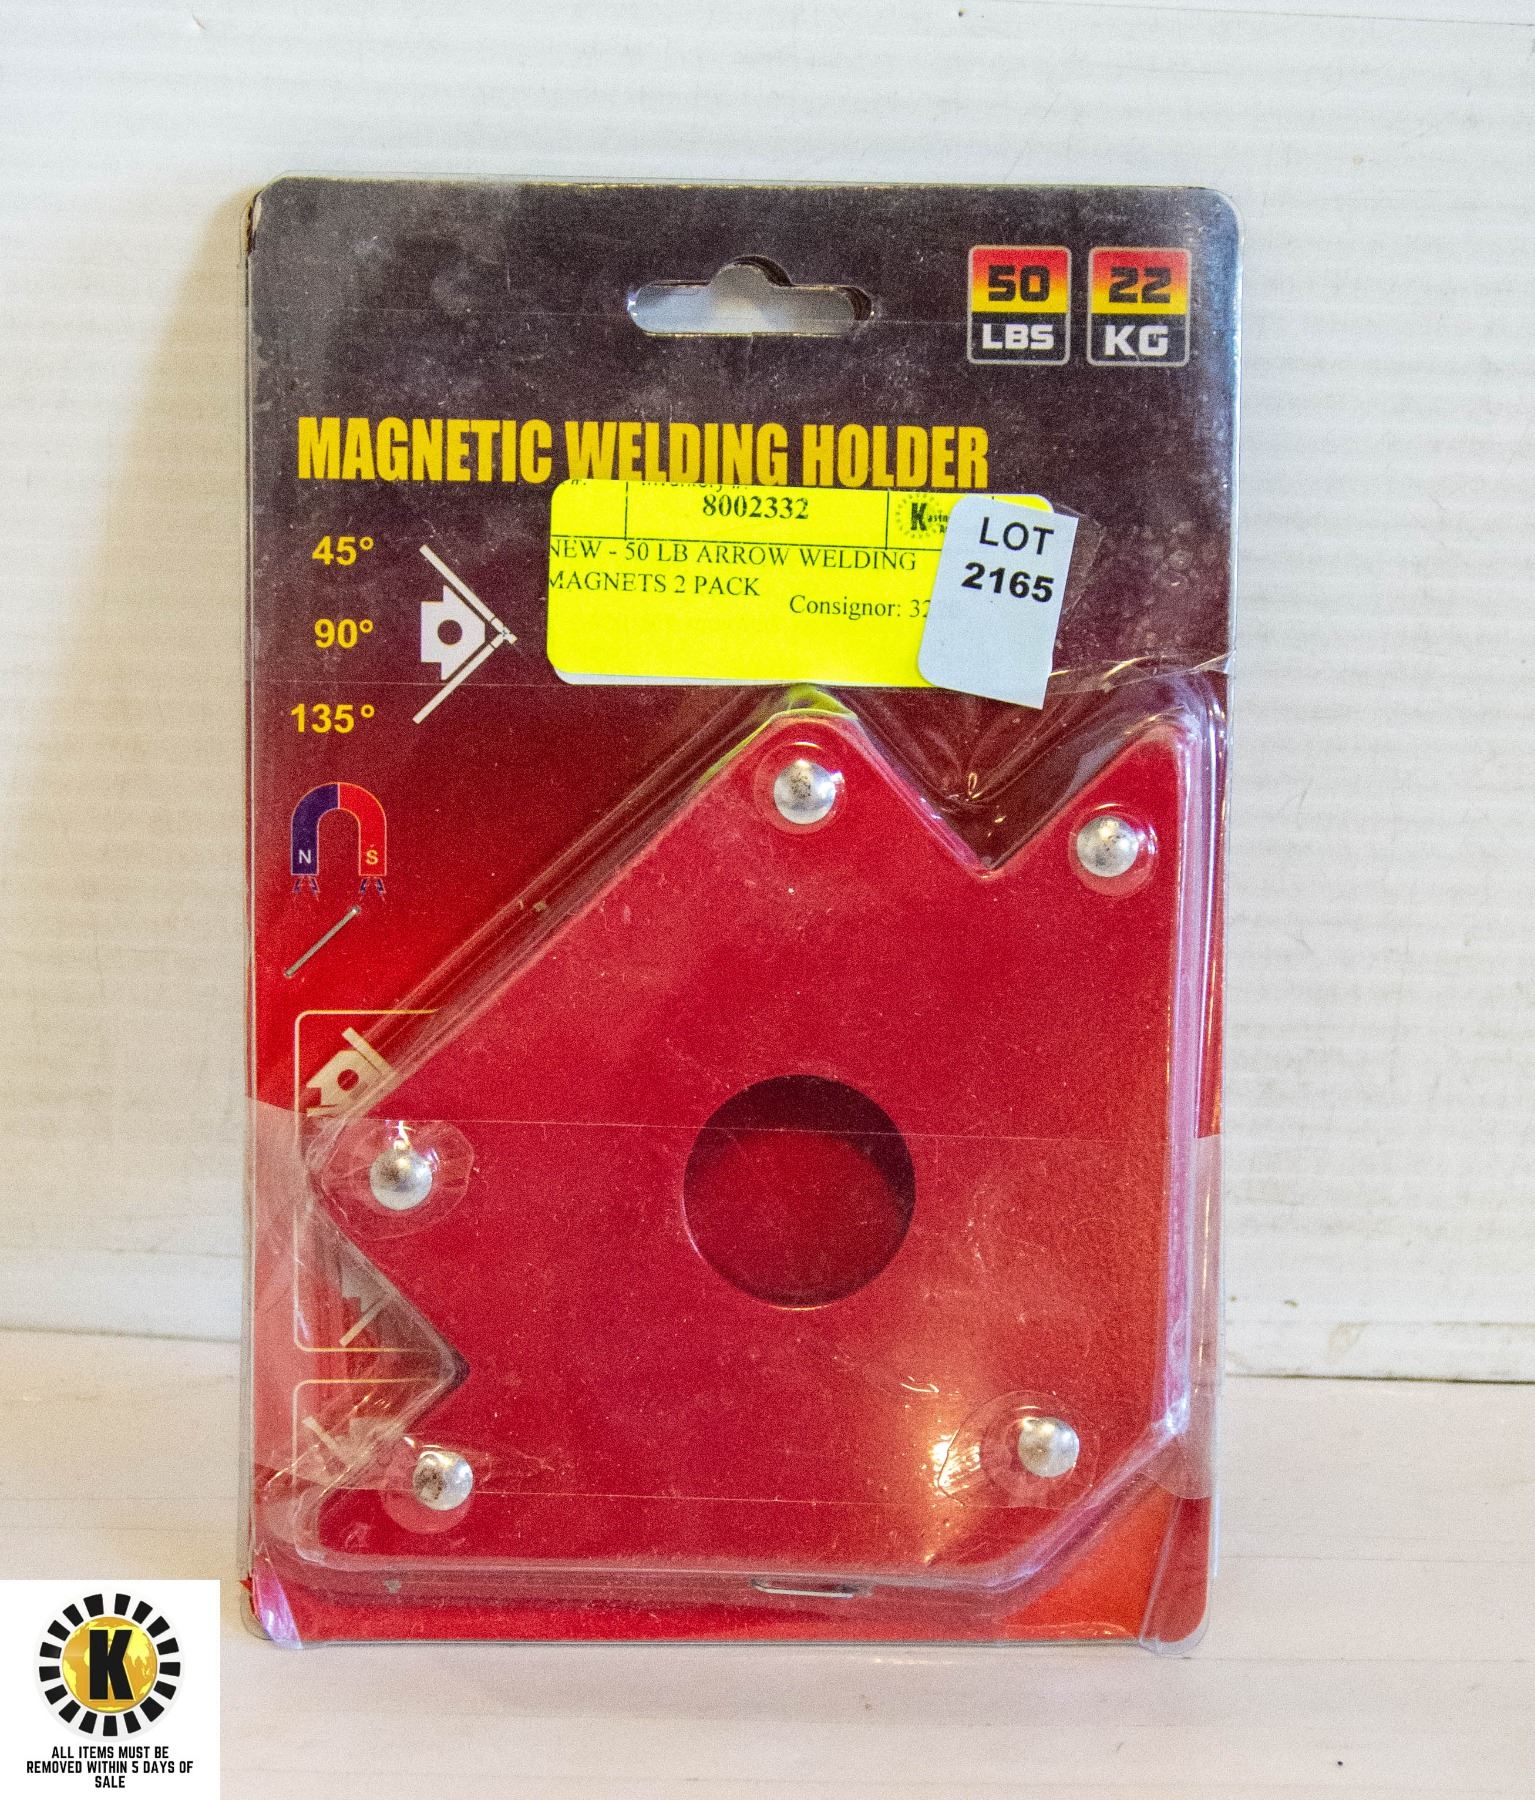 50
LBS
22
KG
MAGNETIC WELDING HOLDER
8002332
NEW - 50 LB ARROW WELDING
MAGNETS 2 PACK
Consignor:
LOT
2165
45°
90°
135°
N S
K
ALL ITEMS MUST BE
REMOVED WITHIN 5 DAYS OF
SALE